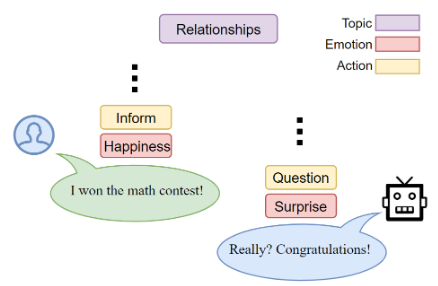 Relationships
Topic
Emotion
Action
Inform
Happiness
I won the math contest!
Question
Surprise
Really? Congratulations!